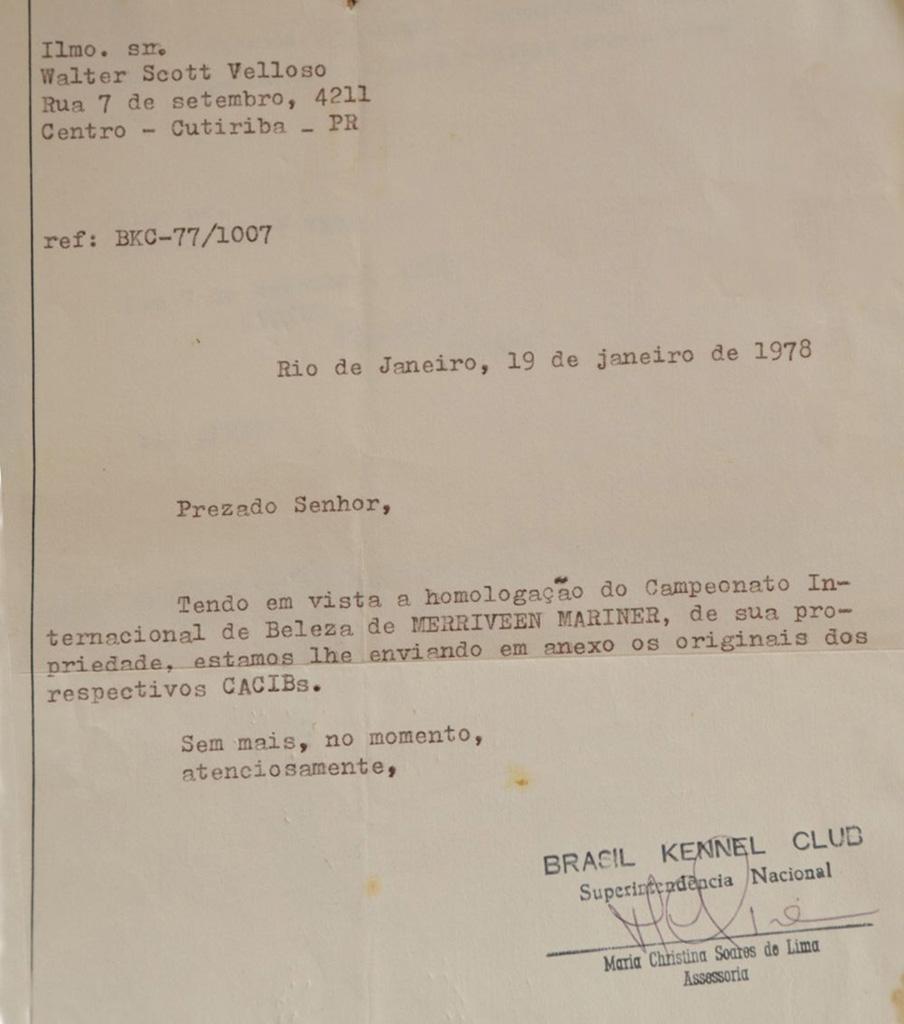 Ilmo. sr.
Walter Scott Velloso
Rua 7 de setembro, 4211
Centro - Cutiriba - PR
ref: BKC-77/1007
Rio de Janeiro, 19 de janeiro de 1978
Prezado Senhor,
Tendo em vista a homologação do Campeonato In-
ternacional de Beleza de MERRIVEEN MARINER, de sua pro-
priedade, estamos lhe enviando em anexo os originais dos
respectivos CACIBs.
Sem mais, no momento,
atenciosamente,
BRASIL KENNEL CLUB
Superintendência Nacional
Maria Christina Soares de Lima
Assessoria